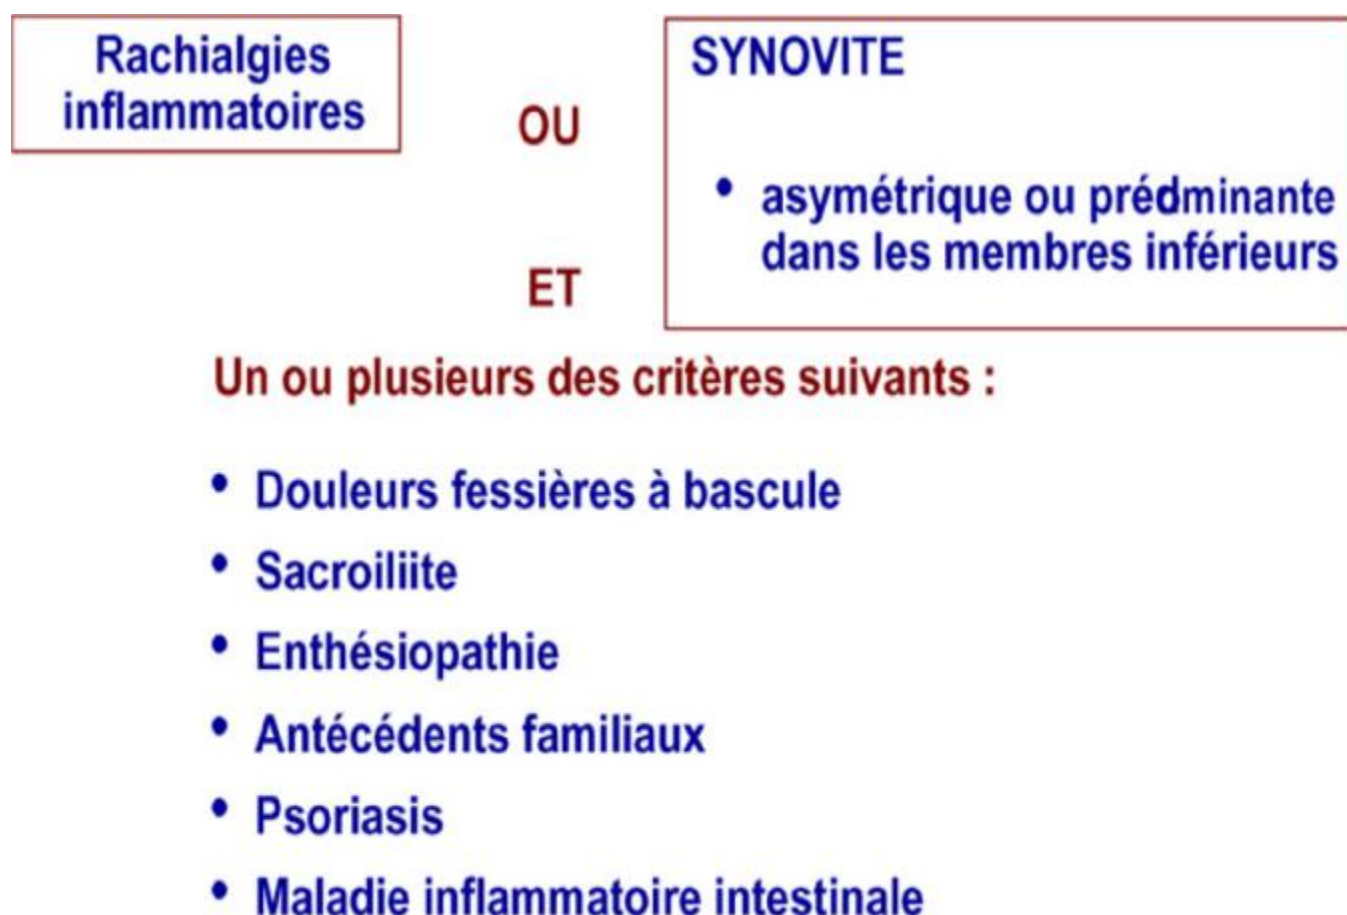 Rachialgies
inflammatoires
OU
SYNOVITE
• asymétrique ou prédminante
dans les membres inférieurs
ET
Un ou plusieurs des critères suivants :
• Douleurs fessières à bascule
• Sacroiliite
• Enthésiopathie
• Antécédents familiaux
• Psoriasis
• Maladie inflammatoire intestinale